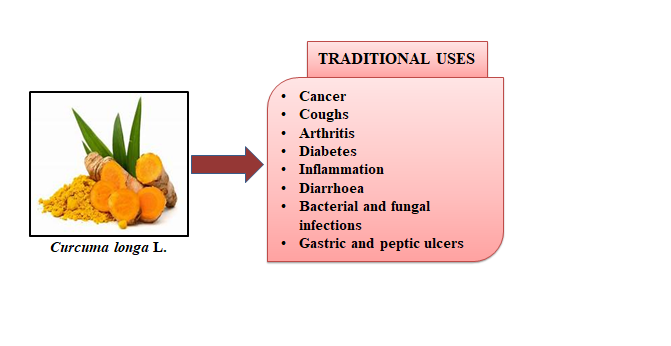 TRADITIONAL USES
• Cancer
• Coughs
• Arthritis
• Diabetes
• Inflammation
• Diarrhoea
• Bacterial and fungal
infections
• Gastric and peptic ulcers
Curcuma longa L.